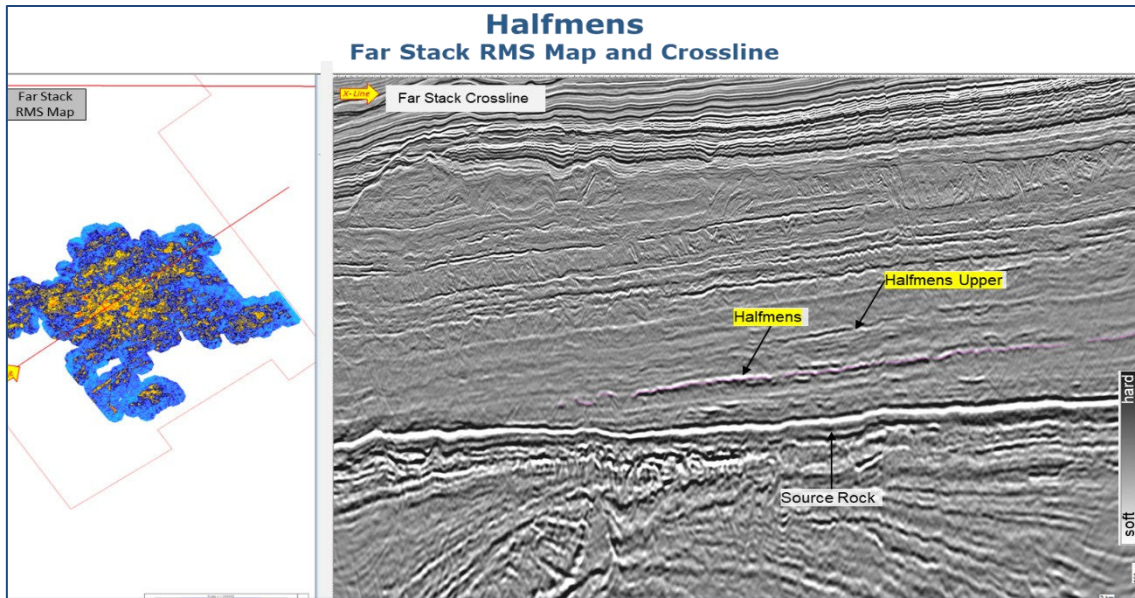 Halfmens
Far Stack RMS Map and Crossline
Far Stack
RMS Map
X-Line
Far Stack Crossline
Halfmens Upper
Halfmens
Source Rock
hard
soft